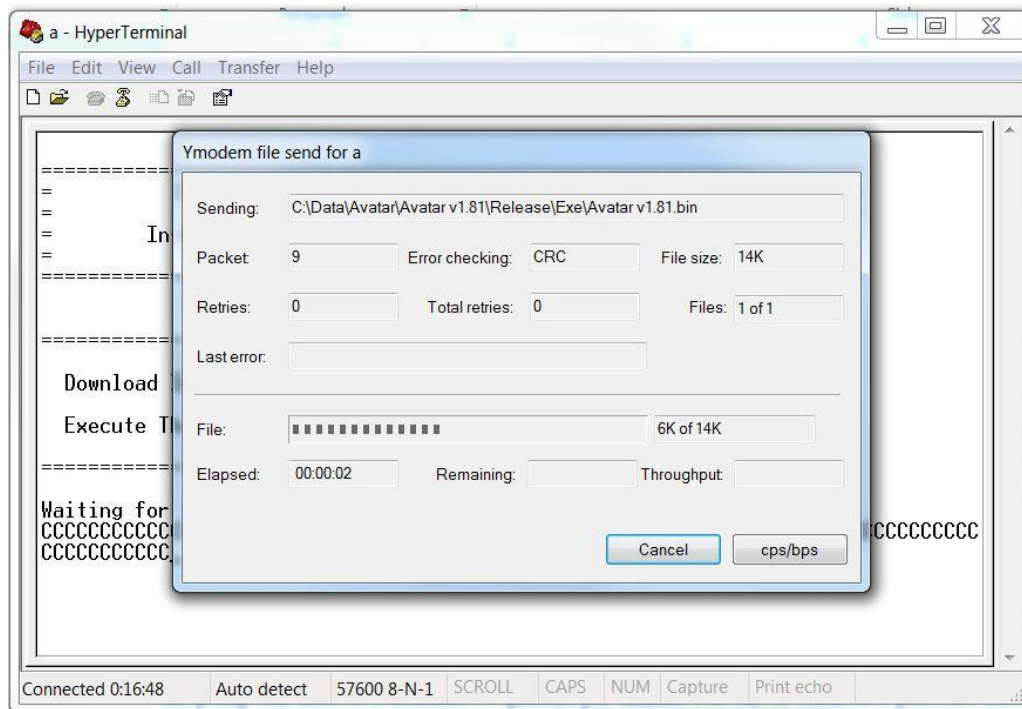 a - HyperTerminal
File Edit View Call Transfer Help
Ymodem file send for a
Sending: C:\Data\Avatar\Avatar v1.81\Release\Exe\Avatar v1.81.bin
Packet: 9 Error checking: CRC File size: 14K
Retries: 0 Total retries: 0 Files: 1 of 1
Last error:
File: 6K of 14K
Elapsed: 00:00:02 Remaining: Throughput:
Cancel cps/bps
==============
=
=
= In
=
==============
==============
Download
Execute
==============
Waiting for
CCCCCCCCCCCC CCCCCCCCCC
CCCCCCCCCCC
Connected 0:16:48 Auto detect 57600 8-N-1 SCROLL CAPS NUM Capture Print echo